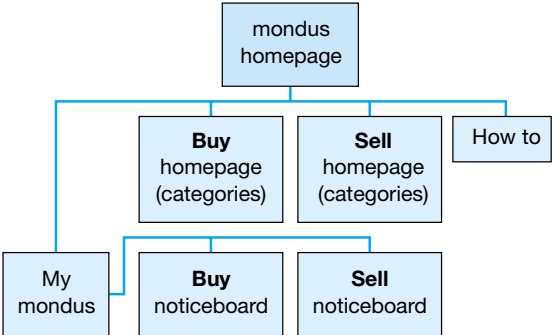 mondus
homepage
Buy
homepage
(categories)
Sell
homepage
(categories)
How to
My
mondus
Buy
noticeboard
Sell
noticeboard